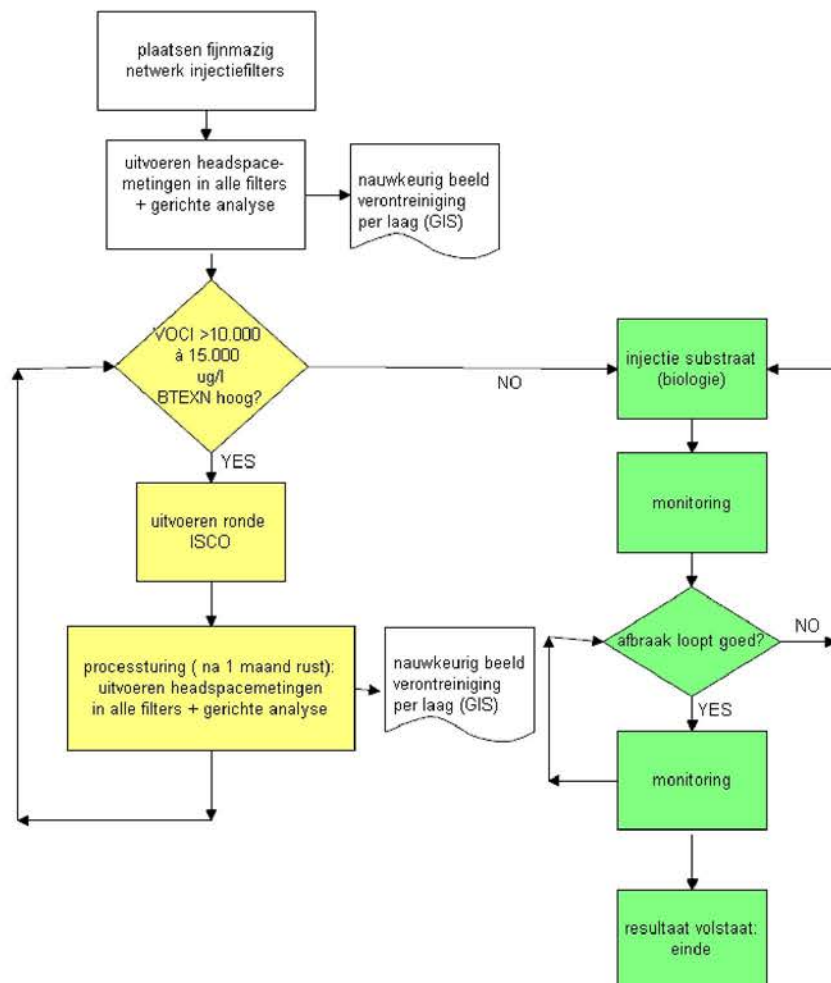 plaatsen fijnmazig
netwerk injectiefilters
uitvoeren headspace-
metingen in alle filters
+ gerichte analyse
nauwkeurig beeld
verontreiniging
per laag (GIS)
VOCl >10.000
à 15.000
ug/l
BTEXN hoog?
NO
YES
uitvoeren ronde
ISCO
processturing ( na 1 maand rust):
uitvoeren headspacemetingen
in alle filters + gerichte analyse
nauwkeurig beeld
verontreiniging
per laag (GIS)
injectie substraat
(biologie)
monitoring
afbraak loopt goed?
NO
YES
monitoring
resultaat volstaat:
einde